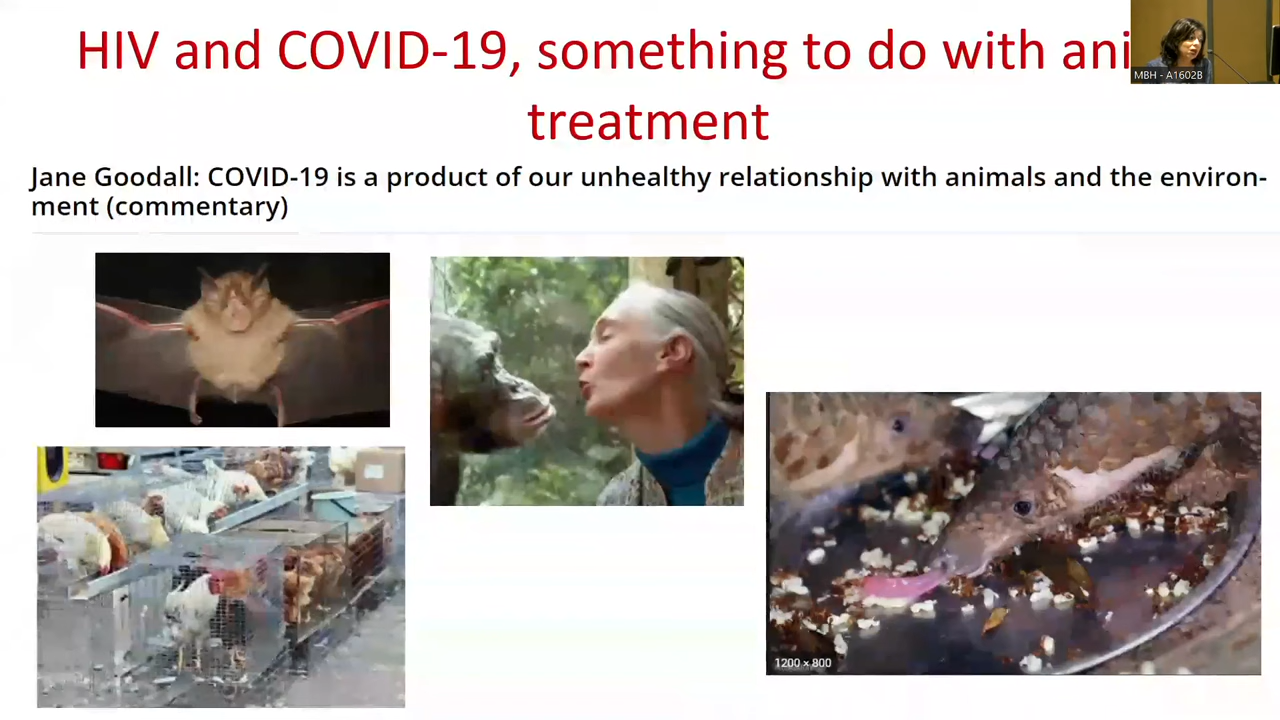 HIV and COVID-19, something to do with ani
treatment
MBH - A1602B
Jane Goodall: COVID-19 is a product of our unhealthy relationship with animals and the environ-
ment (commentary)
1200 × 800